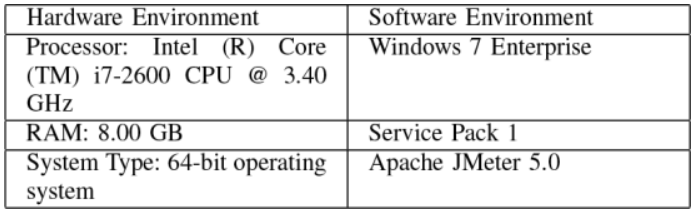 Hardware Environment Software Environment
Processor: Intel (R) Core Windows 7 Enterprise
(TM) i7-2600 CPU @ 3.40
GHz
RAM: 8.00 GB Service Pack 1
System Type: 64-bit operating Apache JMeter 5.0
system